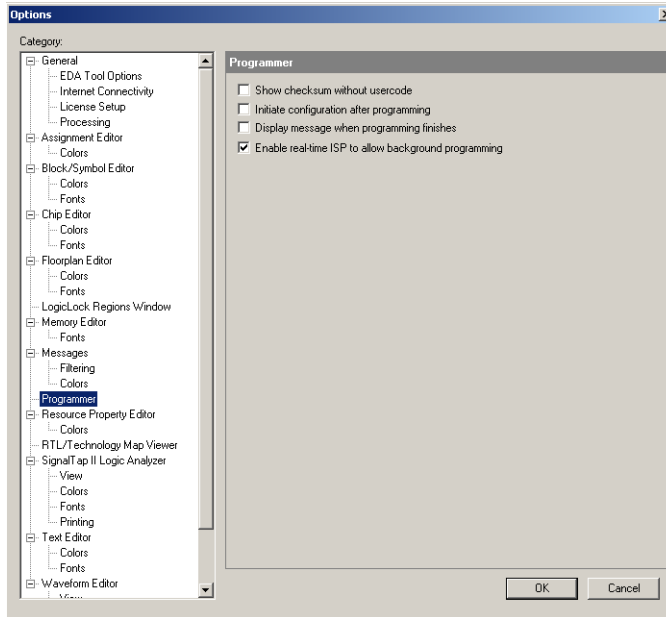 Options
Category:
General
EDA Tool Options
Internet Connectivity
License Setup
Processing
Assignment Editor
Colors
Block/Symbol Editor
Colors
Fonts
Chip Editor
Colors
Fonts
Floorplan Editor
Colors
Fonts
LogicLock Regions Window
Memory Editor
Fonts
Messages
Filtering
Colors
Programmer
Resource Property Editor
Colors
RTL/Technology Map Viewer
SignalTap II Logic Analyzer
View
Colors
Fonts
Printing
Text Editor
Colors
Fonts
Waveform Editor
View
Programmer
Show checksum without usercode
Initiate configuration after programming
Display message when programming finishes
Enable real-time ISP to allow background programming
OK
Cancel